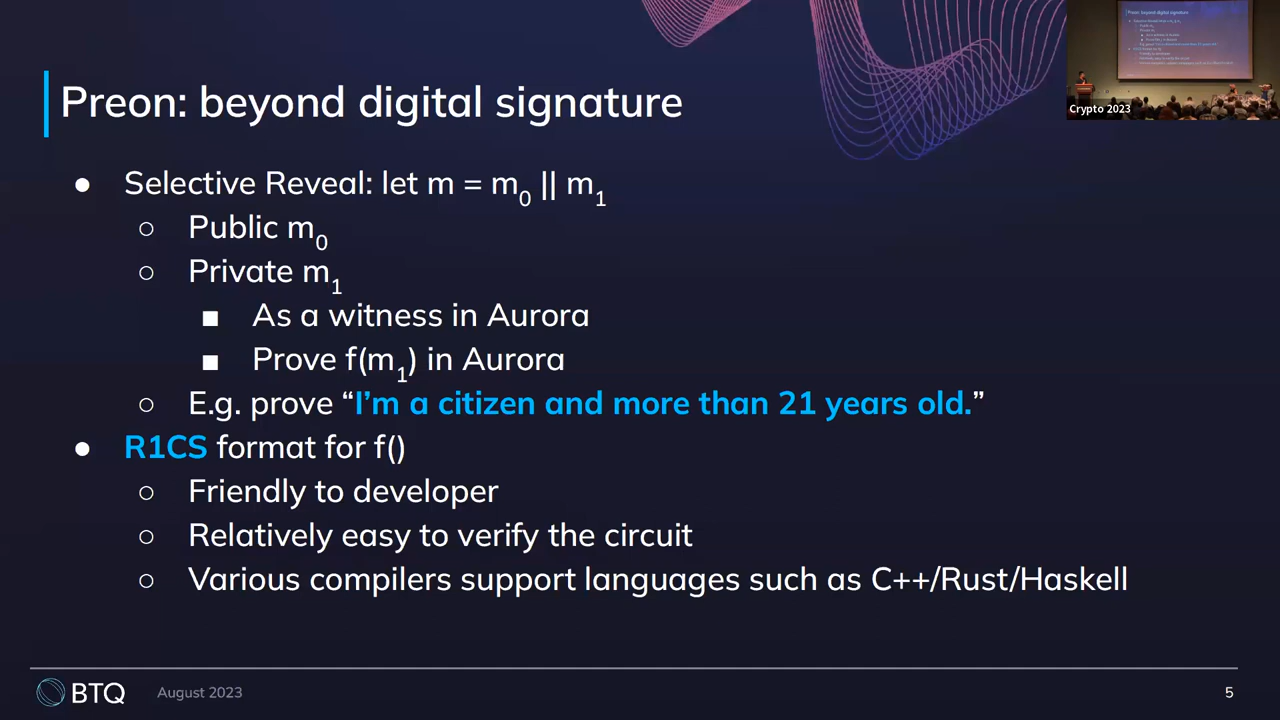 Preon: beyond digital signature
Crypto 2023
● Selective Reveal: let m = m0 || m1
○ Public m0
○ Private m1
■ As a witness in Aurora
■ Prove f(m1) in Aurora
○ E.g. prove “I’m a citizen and more than 21 years old.”
● R1CS format for f()
○ Friendly to developer
○ Relatively easy to verify the circuit
○ Various compilers support languages such as C++/Rust/Haskell
BTQ August 2023 5